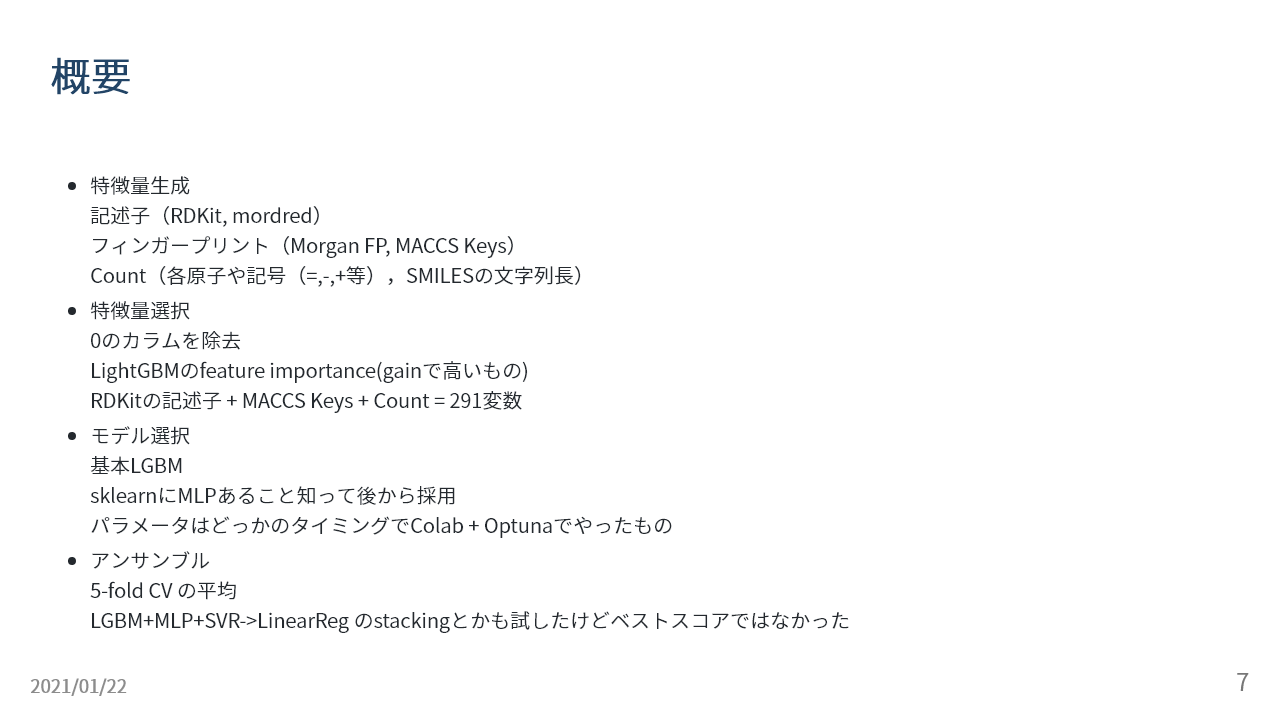 概要
• 特徴量生成
記述子（RDKit, mordred）
フィンガープリント（Morgan FP, MACCS Keys）
Count（各原子や記号（=,-,+等），SMILESの文字列長）
• 特徴量選択
0のカラムを除去
LightGBMのfeature importance(gainで高いもの)
RDKitの記述子 + MACCS Keys + Count = 291変数
• モデル選択
基本LGBM
sklearnにMLPあること知って後から採用
パラメータはどっかのタイミングでColab + Optunaでやったもの
• アンサンブル
5-fold CV の平均
LGBM+MLP+SVR->LinearReg のstackingとかも試したけどベストスコアではなかった
2021/01/22
7